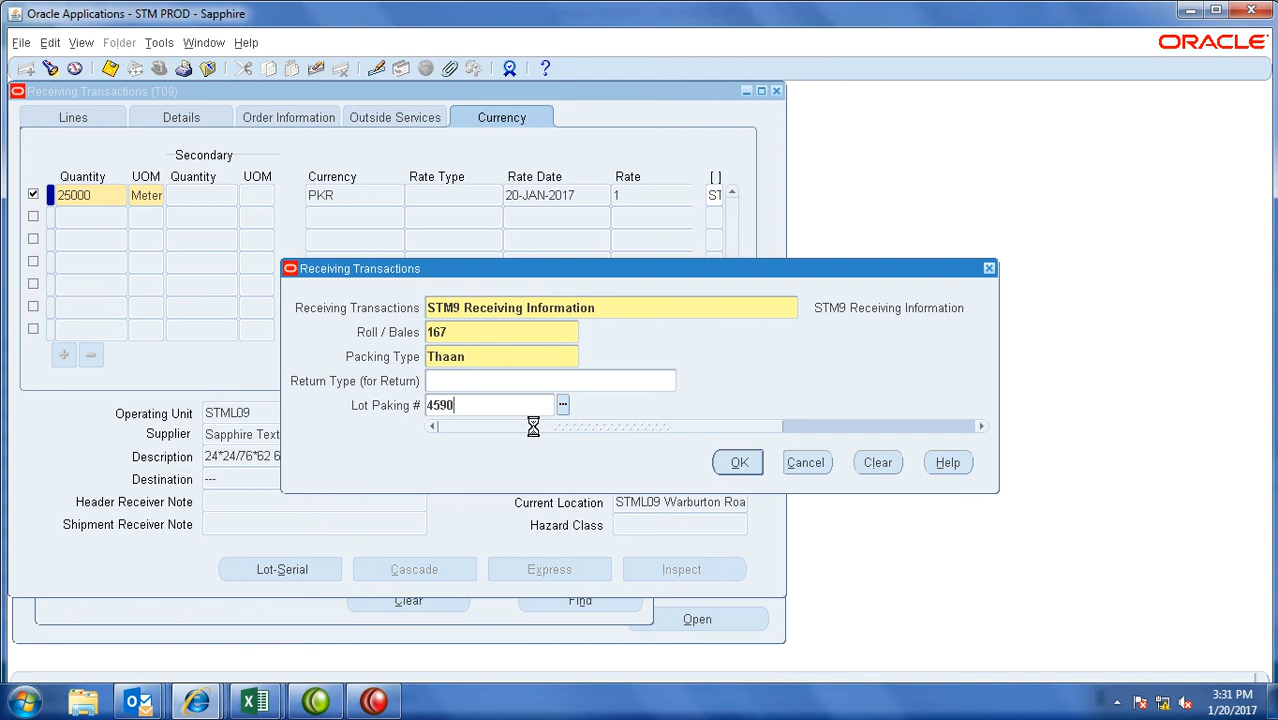 Oracle Applications - STM PROD - Sapphire
File Edit View Folder Tools Window Help
ORACLE
Receiving Transactions (T09)
Lines Details Order Information Outside Services Currency
Secondary
Quantity UOM Quantity UOM Currency Rate Type Rate Date Rate [ ]
25000 Meter PKR 20-JAN-2017 1 ST
Receiving Transactions
Receiving Transactions STM9 Receiving Information STM9 Receiving Information
Roll / Bales 167
Packing Type Thaan
Return Type (for Return)
Lot Paking # 4590
OK Cancel Clear Help
Operating Unit STML09
Supplier Sapphire Text
Description 24*24/76*62 6
Destination ---
Header Receiver Note
Current Location STML09 Warburton Roa
Shipment Receiver Note
Hazard Class
Lot-Serial Cascade Express Inspect
Clear Find
Open
3:31 PM
1/20/2017